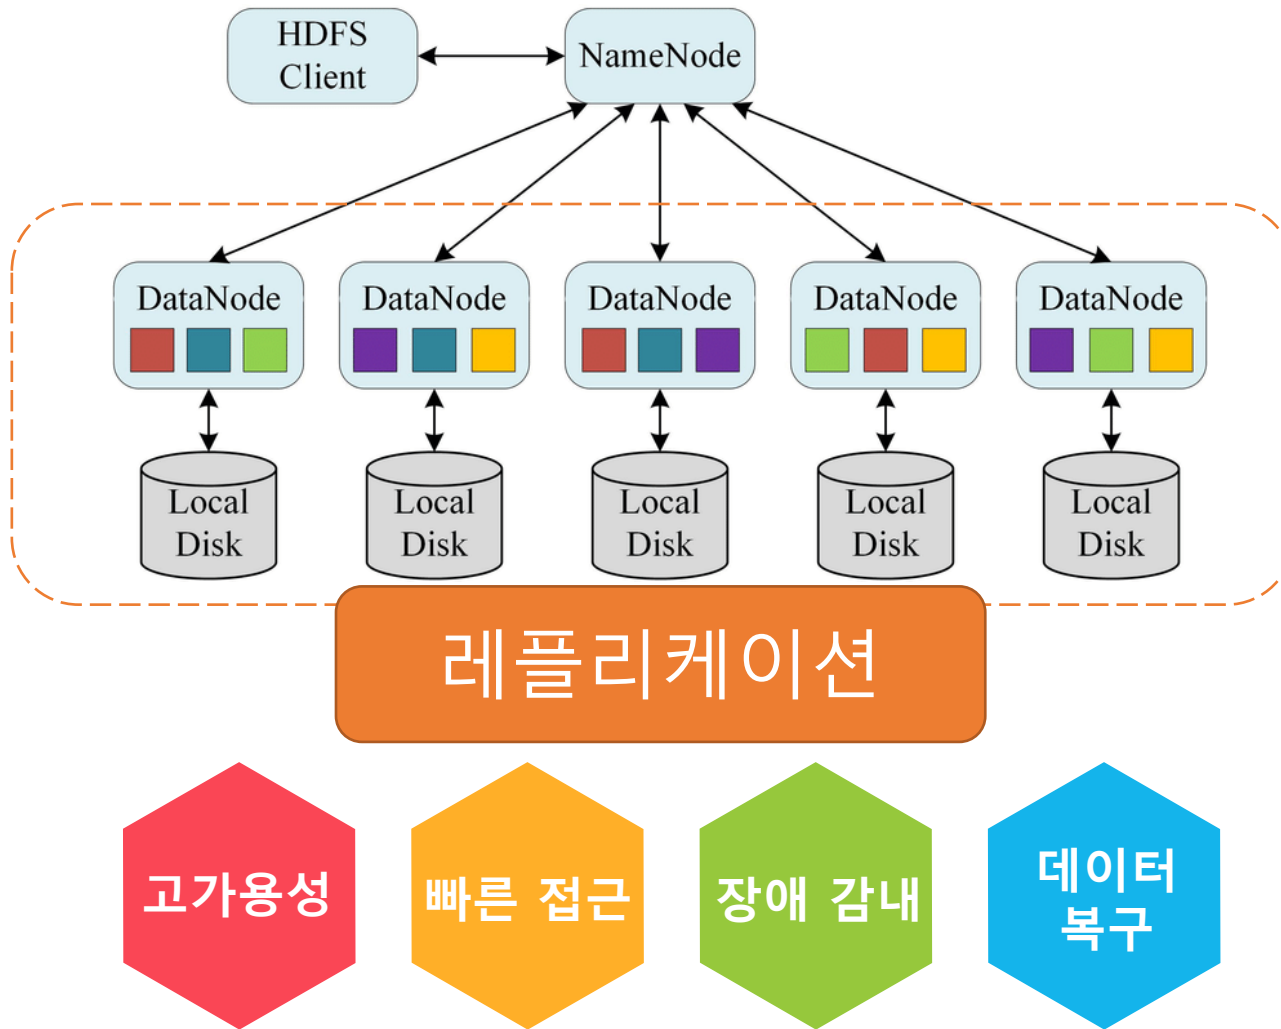 HDFS
Client
NameNode
DataNode
DataNode
DataNode
DataNode
DataNode
Local
Disk
Local
Disk
Local
Disk
Local
Disk
Local
Disk
레플리케이션
고가용성
빠른 접근
장애 감내
데이터
복구